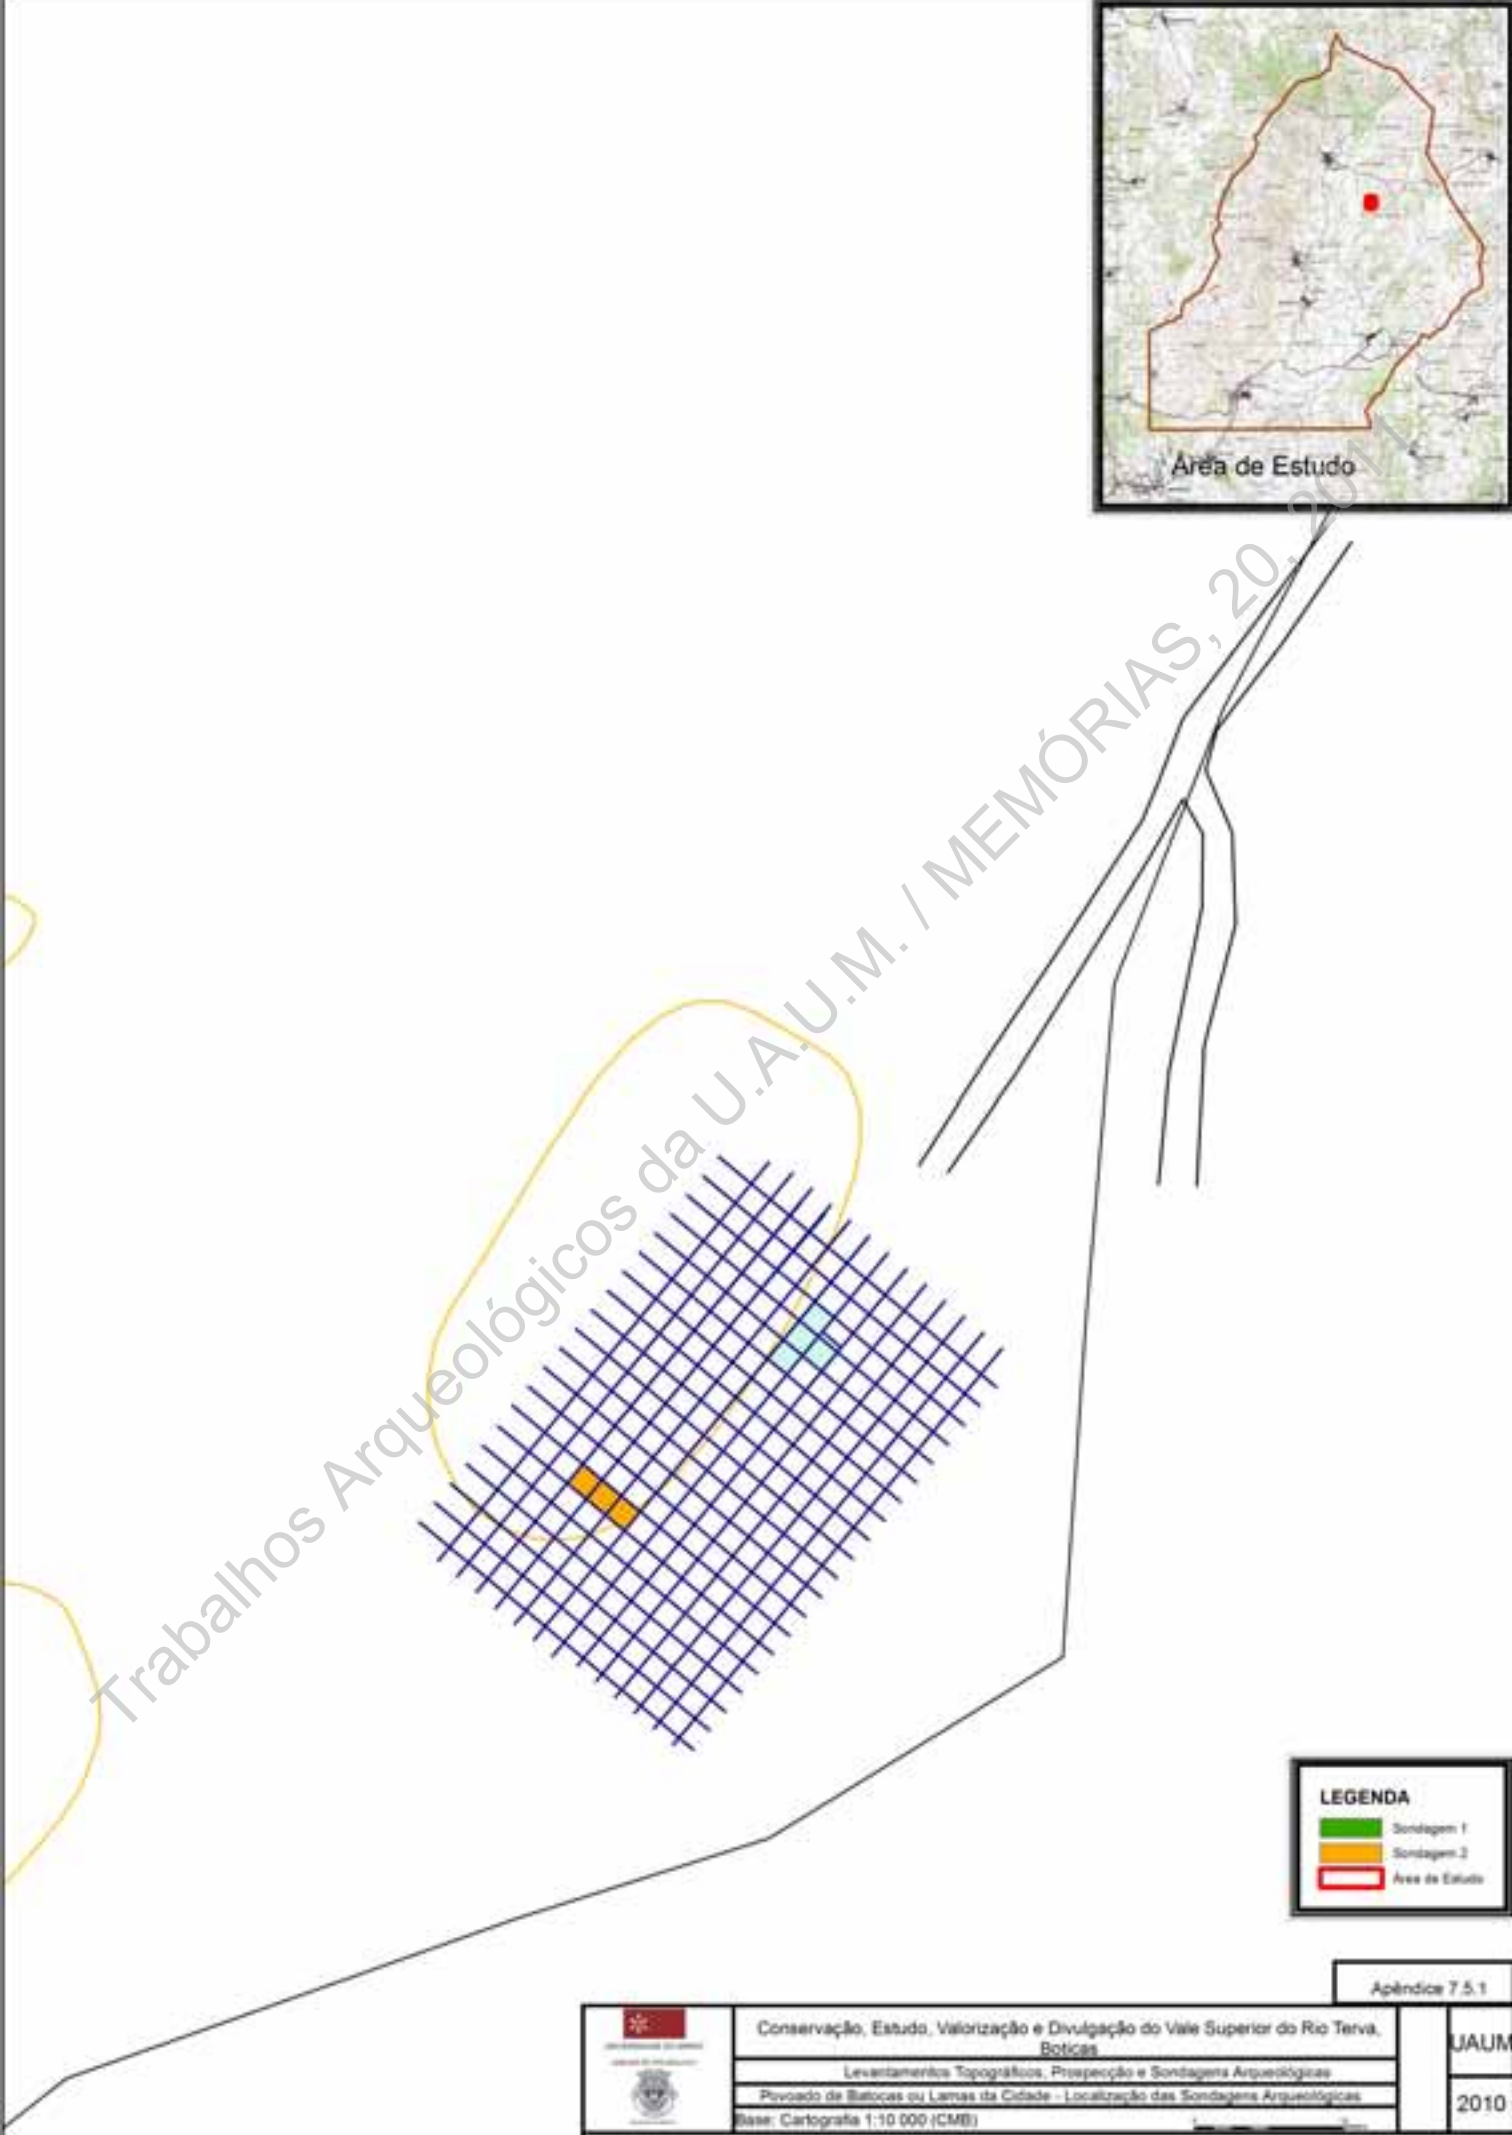 Área de Estudo
Trabalhos Arqueológicos da U.A.U.M. / MEMÓRIAS, 20, 2011
LEGENDA
Sondagem 1
Sondagem 2
Área de Estudo
Apêndice 7.5.1
Conservação, Estudo, Valorização e Divulgação do Vale Superior do Rio Terva,
Boticas
Levantamentos Topográficos, Prospecção e Sondagens Arqueológicas
Povoado de Batocas ou Lamas da Cidade - Localização das Sondagens Arqueológicas
Base: Cartografia 1:10 000 (CMB)
UAUM
2010